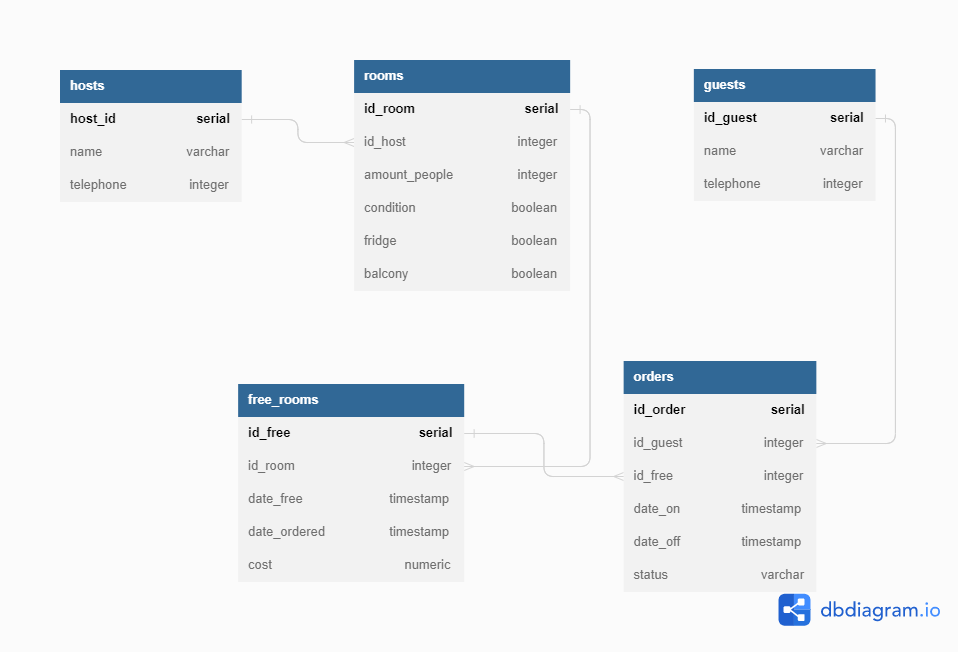 hosts
host_id serial
name varchar
telephone integer
rooms
id_room serial
id_host integer
amount_people integer
condition boolean
fridge boolean
balcony boolean
guests
id_guest serial
name varchar
telephone integer
free_rooms
id_free serial
id_room integer
date_free timestamp
date_ordered timestamp
cost numeric
orders
id_order serial
id_guest integer
id_free integer
date_on timestamp
date_off timestamp
status varchar
dbdiagram.io